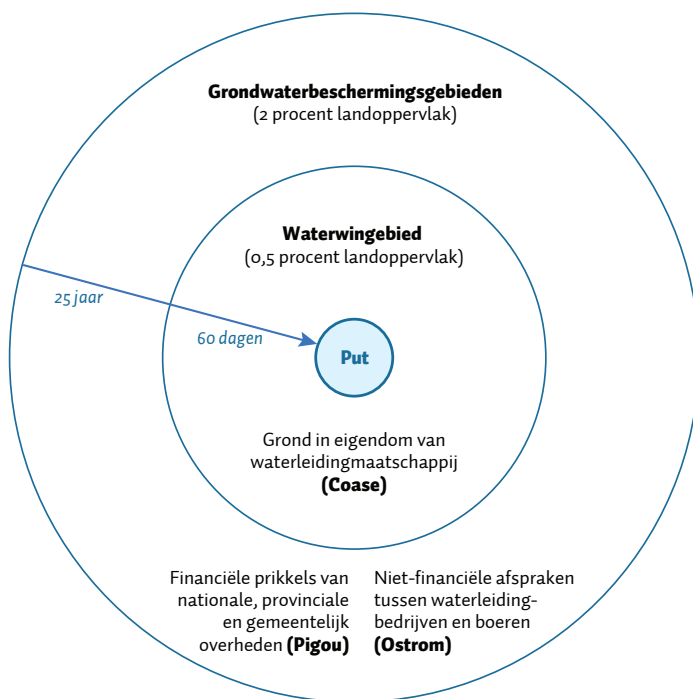 Grondwaterbeschermingsgebieden
(2 procent landoppervlak)
Waterwingebied
(0,5 procent landoppervlak)
25 jaar
60 dagen
Put
Grond in eigendom van
waterleidingmaatschappij
(Coase)
Financiële prikkels van
nationale, provinciale
en gemeentelijk
overheden (Pigou)
Niet-financiële afspraken
tussen waterleiding-
bedrijven en boeren
(Ostrom)